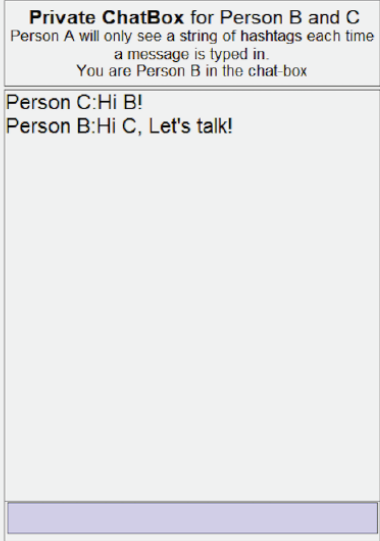 Private ChatBox for Person B and C
Person A will only see a string of hashtags each time
a message is typed in.
You are Person B in the chat-box
Person C:Hi B!
Person B:Hi C, Let's talk!